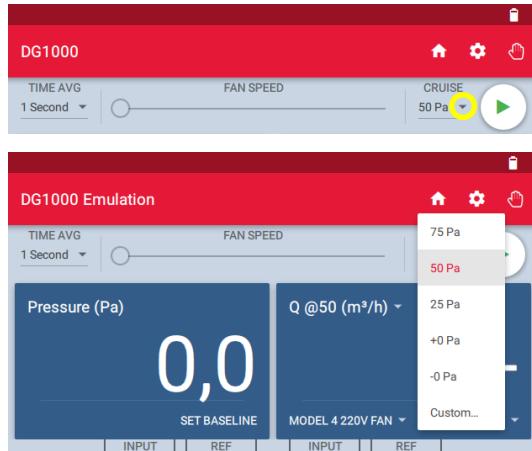 DG1000
TIME AVG
FAN SPEED
CRUISE
1 Second
50 Pa
DG1000 Emulation
TIME AVG
FAN SPEED
1 Second
75 Pa
50 Pa
25 Pa
+0 Pa
-0 Pa
Custom...
Pressure (Pa)
0,0
SET BASELINE
Q @50 (m³/h)
MODEL 4 220V FAN
INPUT
REF
INPUT
REF